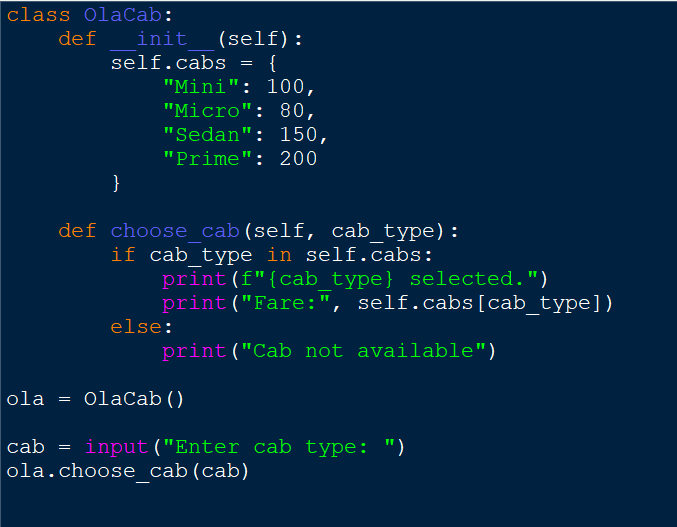 class OlaCab:
    def __init__(self):
        self.cabs = {
            "Mini": 100,
            "Micro": 80,
            "Sedan": 150,
            "Prime": 200
        }

    def choose_cab(self, cab_type):
        if cab_type in self.cabs:
            print(f"{cab_type} selected.")
            print("Fare:", self.cabs[cab_type])
        else:
            print("Cab not available")

ola = OlaCab()

cab = input("Enter cab type: ")
ola.choose_cab(cab)